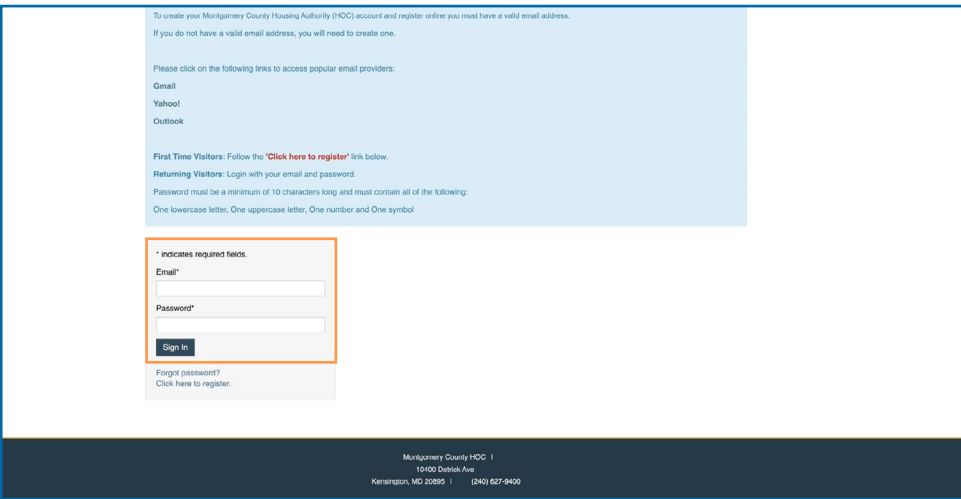 To create your Montgomery County Housing Authority (HOC) account and register online you must have a valid email address.
If you do not have a valid email address, you will need to create one.
Please click on the following links to access popular email providers:
Gmail
Yahoo!
Outlook
First Time Visitors: Follow the 'Click here to register' link below.
Returning Visitors: Login with your email and password.
Password must be a minimum of 10 characters long and must contain all of the following:
One lowercase letter, One uppercase letter, One number and One symbol
* indicates required fields.
Email*
Password*
Sign In
Forgot password?
Click here to register.
Montgomery County HOC |
10400 Detrick Ave
Kensington, MD 20895 | (240) 627-9400